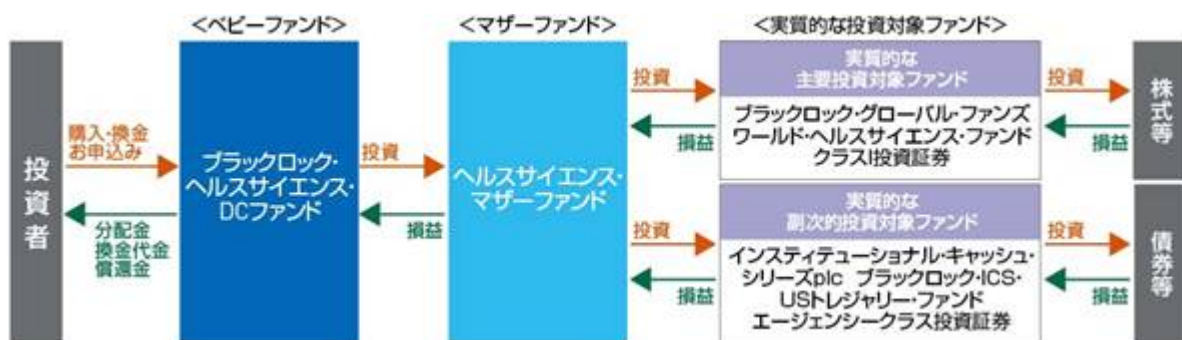 <ベビーファンド>
<マザーファンド>
<実質的な投資対象ファンド>
投資者
購入・換金
お申込み
分配金
換金代金
償還金
ブラックロック・
ヘルスサイエンス・
DCファンド
投資
損益
ヘルスサイエンス・
マザーファンド
投資
損益
実質的な
主要投資対象ファンド
ブラックロック・グローバル・ファンズ
ワールド・ヘルスサイエンス・ファンド
クラスI投資証券
投資
損益
株式等
投資
損益
実質的な
副次的投資対象ファンド
インスティテューショナル・キャッシュ・
シリーズplc ブラックロック・ICS・
USトレジャリー・ファンド
エージェンシークラス投資証券
投資
損益
債券等